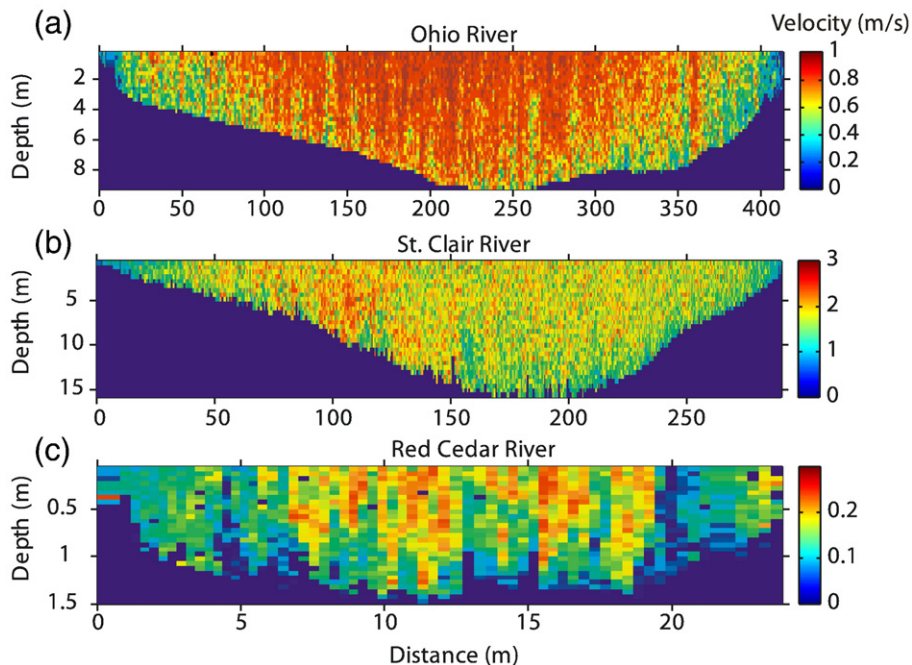 (a)
Ohio River
Velocity (m/s)
Depth (m)
2
4
6
8
0 50 100 150 200 250 300 350 400
1
0.8
0.6
0.4
0.2
0
(b)
St. Clair River
5
10
15
0 50 100 150 200 250
3
2
1
0
(c)
Red Cedar River
Depth (m)
0.5
1
1.5
0 5 10 15 20
0.2
0.1
0
Distance (m)